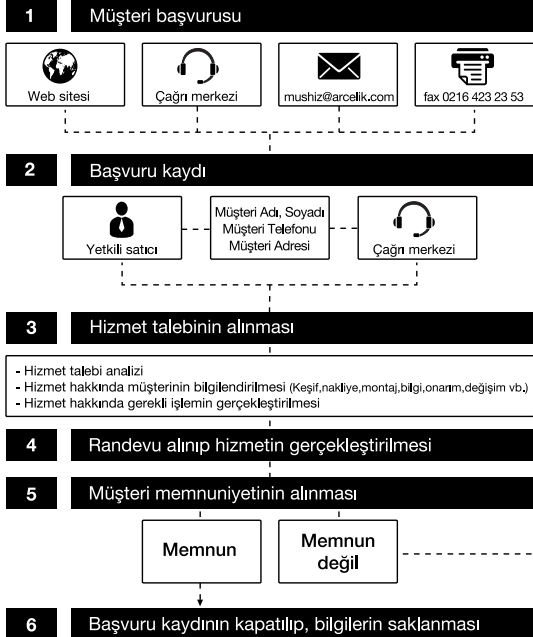 1 Müşteri başvurusu
Web sitesi
Çağrı merkezi
mushiz@arcelik.com
fax 0216 423 23 53
2 Başvuru kaydı
Yetkili satıcı
Müşteri Adı, Soyadı
Müşteri Telefonu
Müşteri Adresi
Çağrı merkezi
3 Hizmet talebinin alınması
- Hizmet talebi analizi
- Hizmet hakkında müşterinin bilgilendirilmesi (Keşif,nakliye,montaj,bilgi,onarım,değişim vb.)
- Hizmet hakkında gerekli işlemin gerçekleştirilmesi
4 Randevu alınıp hizmetin gerçekleştirilmesi
5 Müşteri memnuniyetinin alınması
Memnun
Memnun
değil
6 Başvuru kaydının kapatılıp, bilgilerin saklanması